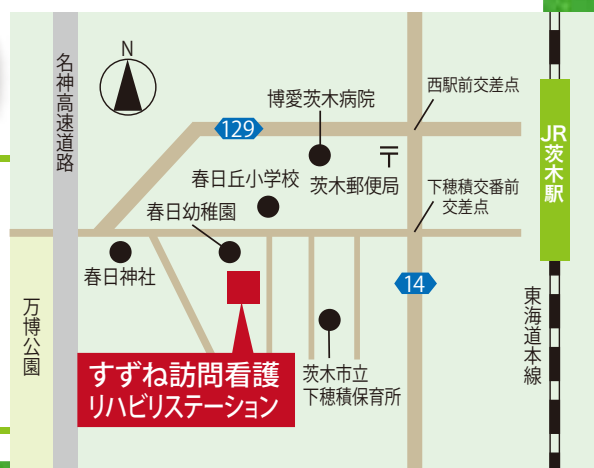 N
名神高速道路
博愛茨木病院
西駅前交差点
129
〒
JR茨木駅
春日丘小学校
茨木郵便局
下穂積交番前
交差点
春日幼稚園
春日神社
14
万博公園
東海道本線
すずね訪問看護
リハビリステーション
茨木市立
下穂積保育所